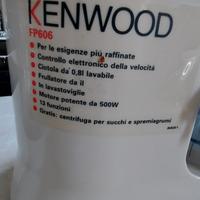 KENWOOD
FP606
• Per le esigenze più raffinate
• Controllo elettronico della velocità
• Ciotola da 0,8l lavabile
• Frullatore da il
• in lavastoviglie
• Motore potente da 500W
• 13 funzioni
• Gratis: centrifuga per succhi e spremiagrumi